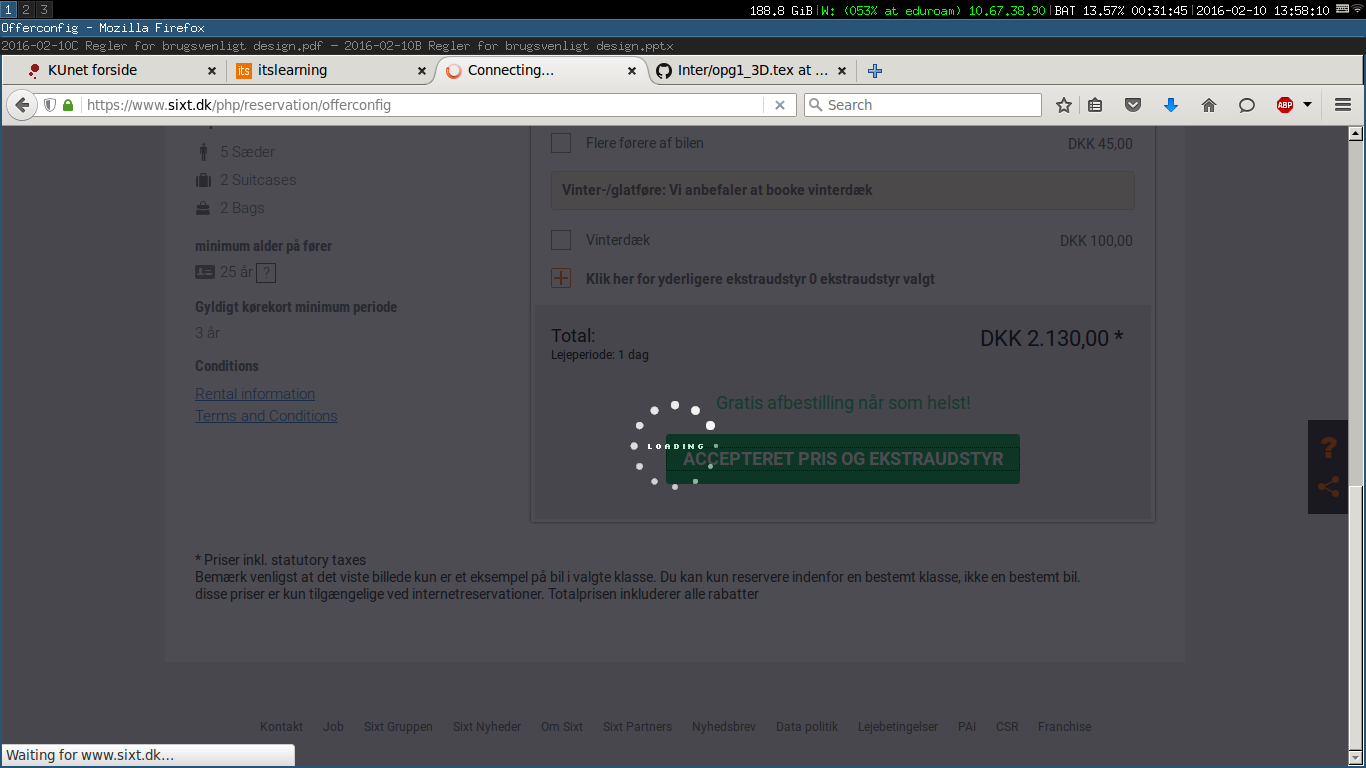 1 2 3 188.8 GiB|W: (053% at eduroam) 10.67.38.90|BAT 13.57% 00:31:45|2016-02-10 13:58:10
Offerconfig - Mozilla Firefox
2016-02-10C Regler for brugsvenligt design.pdf — 2016-02-10B Regler for brugsvenligt design.pptx
KUnet forside its itslearning Connecting... Inter/opg1_3D.tex at ...
https://www.sixt.dk/php/reservation/offerconfig Search ABP
5 Sæder
2 Suitcases
2 Bags
minimum alder på fører
25 år ?
Gyldigt kørekort minimum periode
3 år
Conditions
Rental information
Terms and Conditions
Flere førere af bilen DKK 45,00
Vinter-/glatføre: Vi anbefaler at booke vinterdæk
Vinterdæk DKK 100,00
Klik her for yderligere ekstraudstyr 0 ekstraudstyr valgt
Total: DKK 2.130,00 *
Lejeperiode: 1 dag
Gratis afbestilling når som helst!
LOADING
ACCEPTERET PRIS OG EKSTRAUDSTYR
?
* Priser inkl. statutory taxes
Bemærk venligst at det viste billede kun er et eksempel på bil i valgte klasse. Du kan kun reservere indenfor en bestemt klasse, ikke en bestemt bil.
disse priser er kun tilgængelige ved internetreservationer. Totalprisen inkluderer alle rabatter
Kontakt Job Sixt Gruppen Sixt Nyheder Om Sixt Sixt Partners Nyhedsbrev Data politik Lejebetingelser PAI CSR Franchise
Waiting for www.sixt.dk...